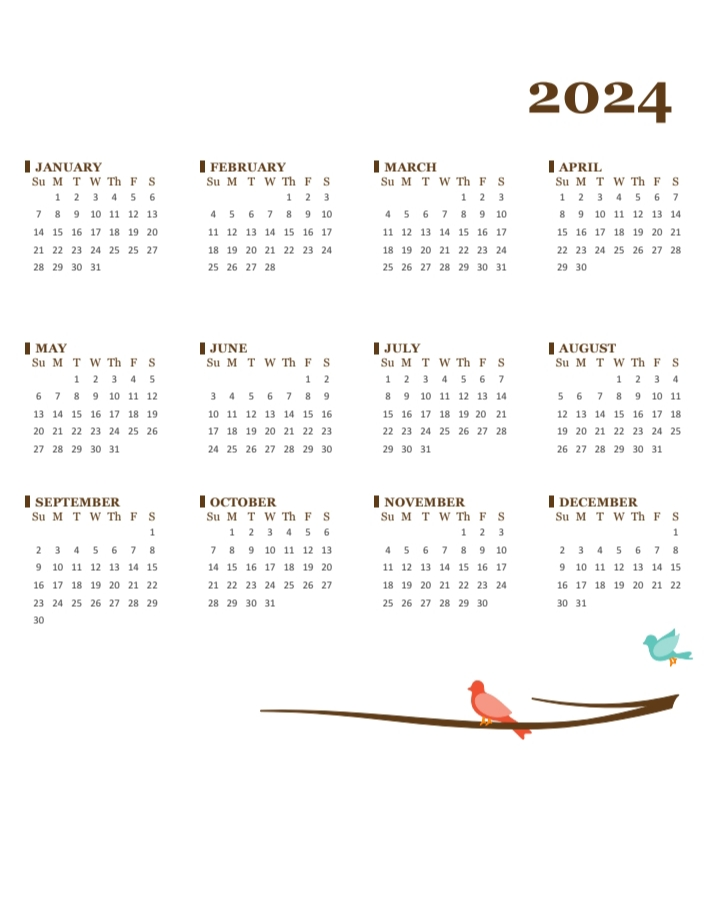 2024
JANUARY
Su M T W Th F S
1 2 3 4 5 6
7 8 9 10 11 12 13
14 15 16 17 18 19 20
21 22 23 24 25 25 27
28 29 30 31
FEBRUARY
Su M T W Th F S
1 2 3
4 5 6 7 8 9 10
11 12 13 14 15 16 17
18 19 20 21 22 23 24
25 26 27 28
MARCH
Su M T W Th F S
1 2 3
4 5 6 7 8 9 10
11 12 13 14 15 16 17
18 19 20 21 22 23 24
25 26 27 28 29 30 31
APRIL
Su M T W Th F S
1 2 3 4 5 6 7
8 9 10 11 12 13 14
15 16 17 18 19 20 21
22 23 24 25 26 27 28
29 30
MAY
Su M T W Th F S
1 2 3 4 5
6 7 8 9 10 11 12
13 14 15 16 17 18 19
20 21 22 23 24 25 26
27 28 29 30 31
JUNE
Su M T W Th F S
1 2
3 4 5 6 7 8 9
10 11 12 13 14 15 16
17 18 19 20 21 22 23
24 25 26 27 28 29 30
JULY
Su M T W Th F S
1 2 3 4 5 6 7
8 9 10 11 12 13 14
15 16 17 18 19 20 21
22 23 24 25 26 27 28
29 30 31
AUGUST
Su M T W Th F S
1 2 3 4
5 6 7 8 9 10 11
12 13 14 15 16 17 18
19 20 21 22 23 24 25
26 27 28 29 30 31
SEPTEMBER
Su M T W Th F S
1
2 3 4 5 6 7 8
9 10 11 12 13 14 15
16 17 18 19 20 21 22
23 24 25 26 27 28 29
30
OCTOBER
Su M T W Th F S
1 2 3 4 5 6
7 8 9 10 11 12 13
14 15 16 17 18 19 20
21 22 23 24 25 26 27
28 29 30 31
NOVEMBER
Su M T W Th F S
1 2 3
4 5 6 7 8 9 10
11 12 13 14 15 16 17
18 19 20 21 22 23 24
25 26 27 28 29 30
DECEMBER
Su M T W Th F S
1
2 3 4 5 6 7 8
9 10 11 12 13 14 15
16 17 18 19 20 21 22
30 31